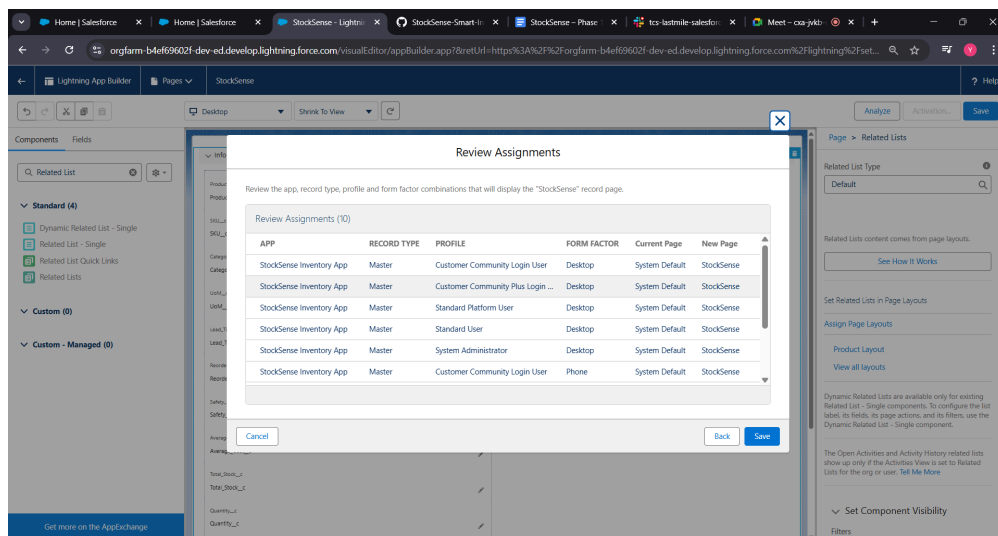 Home | Salesforce
Home | Salesforce
StockSense - Lightnin
StockSense-Smart-In
StockSense – Phase
tcs-lastmile-salesforc
Meet – cxa-jvkb-
orgfarm-b4ef69602f-dev-ed.develop.lightning.force.com/visualEditor/appBuilder.app?retUrl=https%3A%2F%2Forgfarm-b4ef69602f-dev-ed.develop.lightning.force.com%2Flightning%2Fset...
Lightning App Builder
Pages
StockSense
? Help
Desktop
Shrink To View
Analyze
Activation...
Save
Components Fields
Related List
Standard (4)
Dynamic Related List - Single
Related List - Single
Related List Quick Links
Related Lists
Custom (0)
Custom - Managed (0)
Get more on the AppExchange
Info
Review Assignments
Review the app, record type, profile and form factor combinations that will display the "StockSense" record page.
Review Assignments (10)
APP RECORD TYPE PROFILE FORM FACTOR Current Page New Page
StockSense Inventory App Master Customer Community Login User Desktop System Default StockSense
StockSense Inventory App Master Customer Community Plus Login ... Desktop System Default StockSense
StockSense Inventory App Master Standard Platform User Desktop System Default StockSense
StockSense Inventory App Master Standard User Desktop System Default StockSense
StockSense Inventory App Master System Administrator Desktop System Default StockSense
StockSense Inventory App Master Customer Community Login User Phone System Default StockSense
Cancel
Back
Save
Total_Stock__c
Total_Stock_c
Quantity__c
Quantity__c
Page > Related Lists
Related List Type
Default
Related Lists content comes from page layouts.
See How It Works
Set Related Lists in Page Layouts
Assign Page Layouts
Product Layout
View all layouts
Dynamic Related Lists are available only for existing
Related List - Single components. To configure the list
label, its fields, its page actions, and its filters, use the
Dynamic Related List - Single component.
The Open Activities and Activity History related lists
show up only if the Activities View is set to Related
Lists for the org or user. Tell Me More
Set Component Visibility
Filters